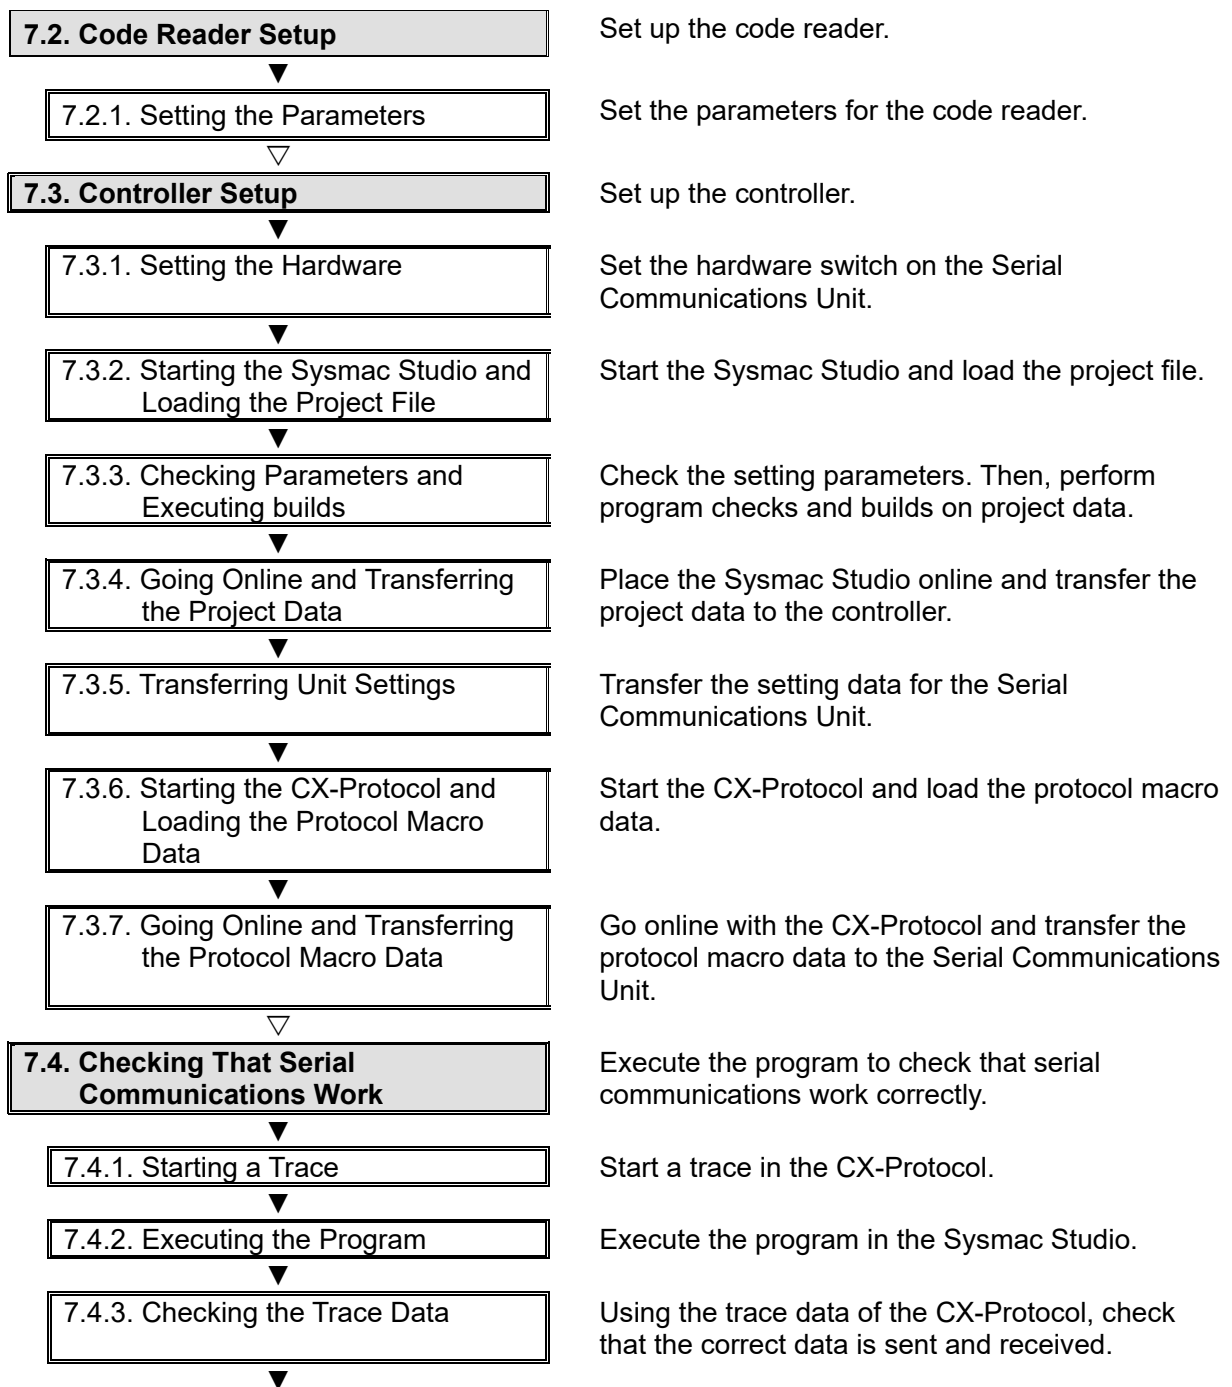 7.2. Code Reader Setup
Set up the code reader.
▼
7.2.1. Setting the Parameters
Set the parameters for the code reader.
▽
7.3. Controller Setup
Set up the controller.
▼
7.3.1. Setting the Hardware
Set the hardware switch on the Serial
Communications Unit.
▼
7.3.2. Starting the Sysmac Studio and
Loading the Project File
Start the Sysmac Studio and load the project file.
▼
7.3.3. Checking Parameters and
Executing builds
Check the setting parameters. Then, perform
program checks and builds on project data.
▼
7.3.4. Going Online and Transferring
the Project Data
Place the Sysmac Studio online and transfer the
project data to the controller.
▼
7.3.5. Transferring Unit Settings
Transfer the setting data for the Serial
Communications Unit.
▼
7.3.6. Starting the CX-Protocol and
Loading the Protocol Macro
Data
Start the CX-Protocol and load the protocol macro
data.
▼
7.3.7. Going Online and Transferring
the Protocol Macro Data
Go online with the CX-Protocol and transfer the
protocol macro data to the Serial Communications
Unit.
▽
7.4. Checking That Serial
Communications Work
Execute the program to check that serial
communications work correctly.
▼
7.4.1. Starting a Trace
Start a trace in the CX-Protocol.
▼
7.4.2. Executing the Program
Execute the program in the Sysmac Studio.
▼
7.4.3. Checking the Trace Data
Using the trace data of the CX-Protocol, check
that the correct data is sent and received.
▼